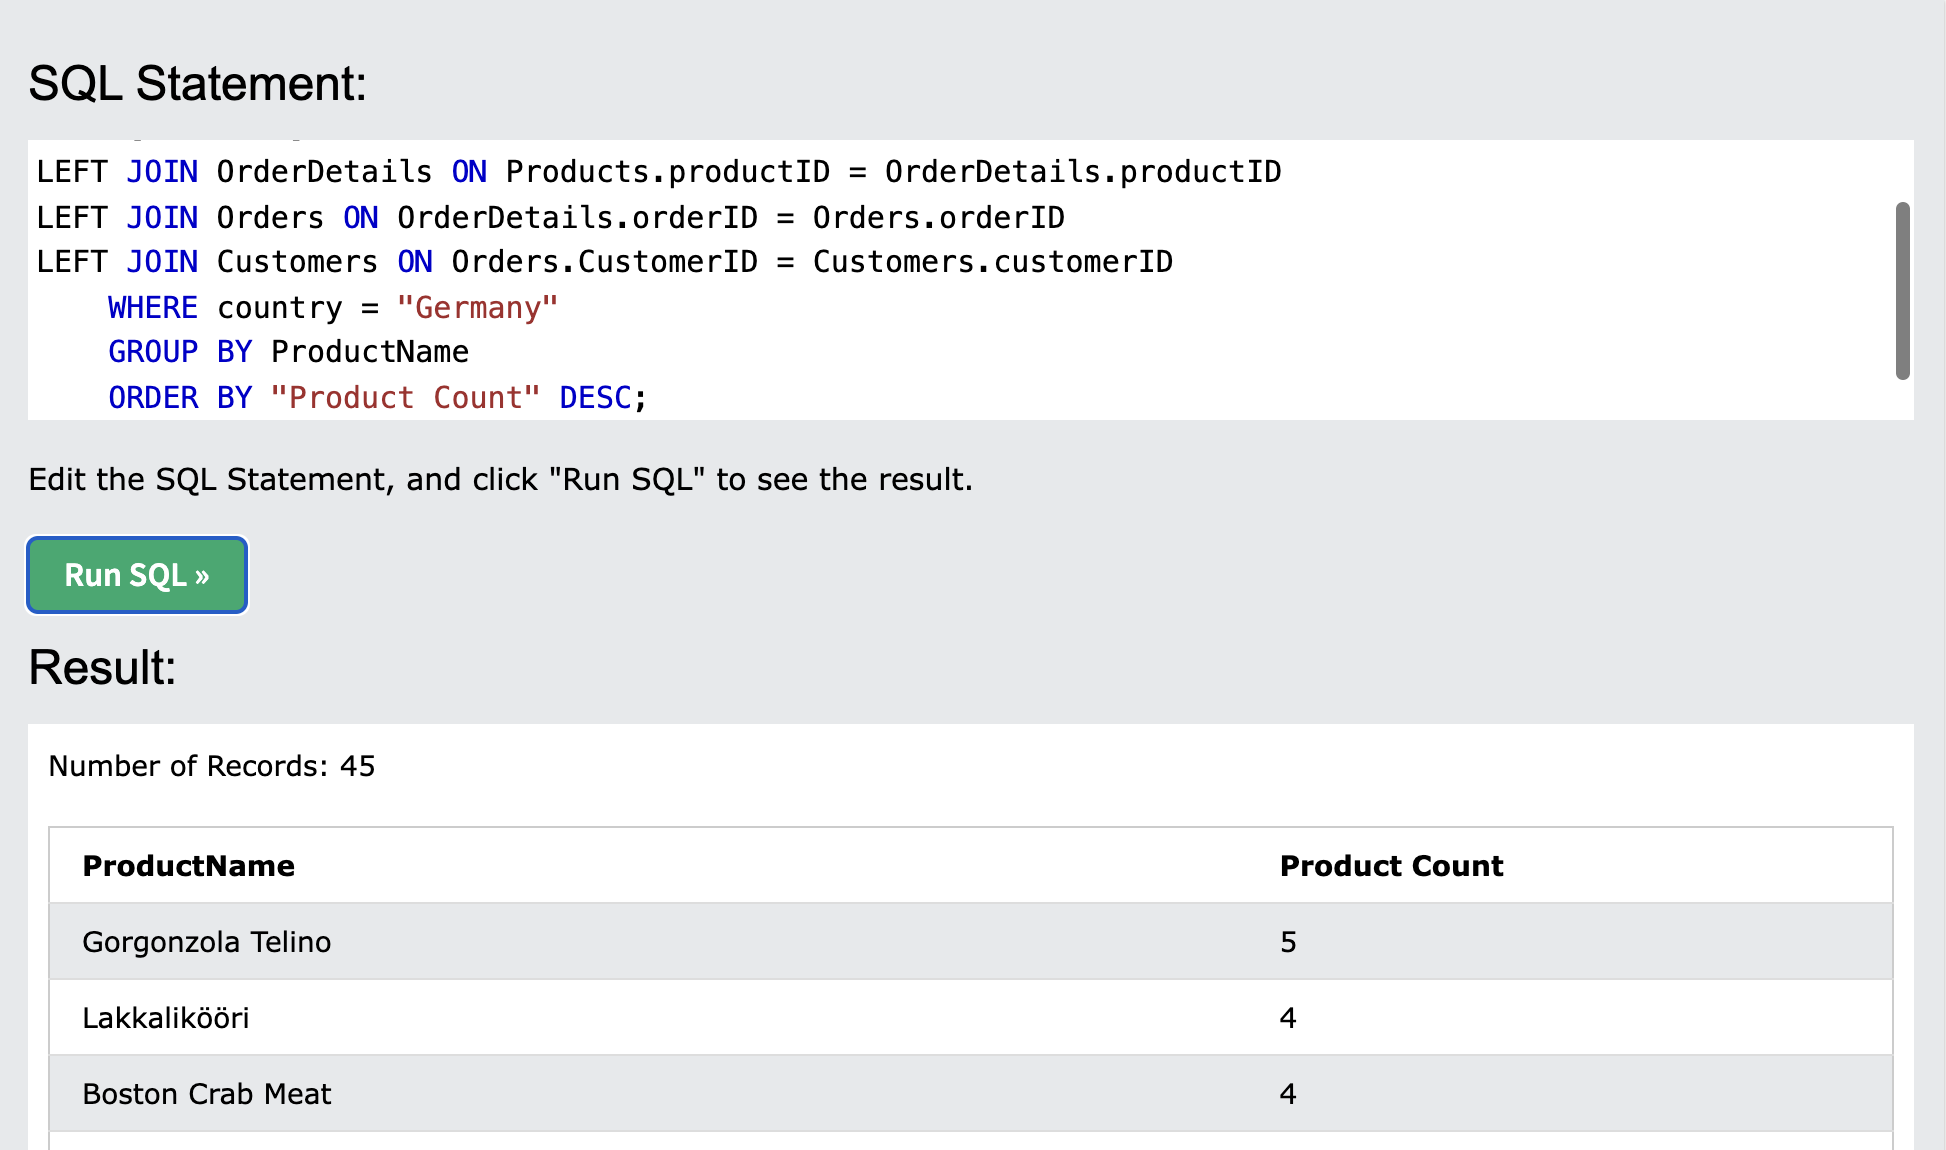 SQL Statement:
LEFT JOIN OrderDetails ON Products.productID = OrderDetails.productID
LEFT JOIN Orders ON OrderDetails.orderID = Orders.orderID
LEFT JOIN Customers ON Orders.CustomerID = Customers.customerID
WHERE country = "Germany"
GROUP BY ProductName
ORDER BY "Product Count" DESC;
Edit the SQL Statement, and click "Run SQL" to see the result.
Run SQL »
Result:
Number of Records: 45
ProductName Product Count
Gorgonzola Telino 5
Lakkalikööri 4
Boston Crab Meat 4